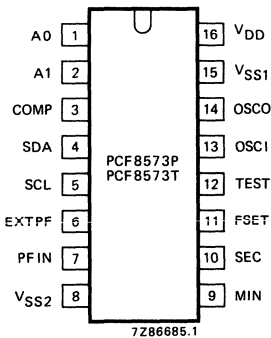 A0 1 16 VDD
A1 2 15 VSS1
COMP 3 14 OSCO
SDA 4 13 OSCI
PCF8573P
PCF8573T
SCL 5 12 TEST
EXTPF 6 11 FSET
PFIN 7 10 SEC
VSS2 8 9 MIN
7Z86685.1